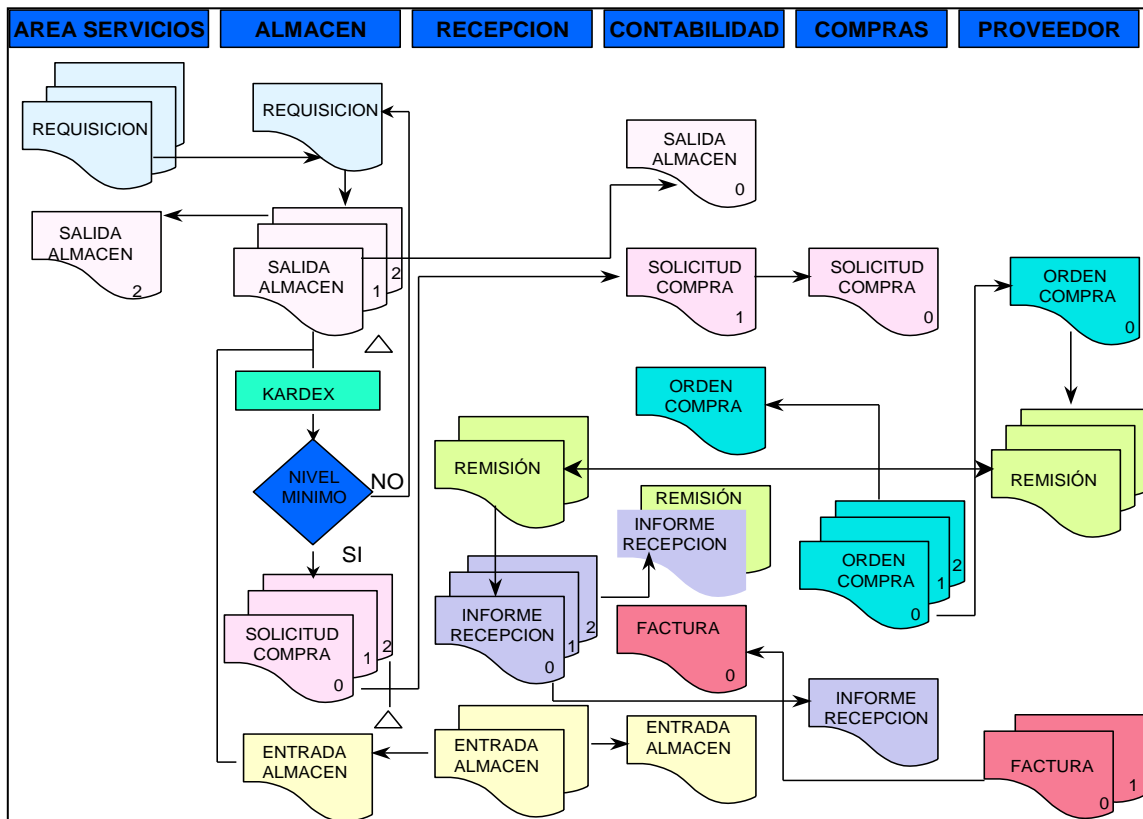 AREA SERVICIOS
ALMACEN
RECEPCION
CONTABILIDAD
COMPRAS
PROVEEDOR
REQUISICION
REQUISICION
SALIDA
ALMACEN
0
SALIDA
ALMACEN
2
SALIDA
ALMACEN
1
2
SOLICITUD
COMPRA
1
SOLICITUD
COMPRA
0
ORDEN
COMPRA
0
KARDEX
ORDEN
COMPRA
NIVEL
MINIMO
NO
SI
REMISIÓN
REMISIÓN
REMISIÓN
INFORME
RECEPCION
ORDEN
COMPRA
0
1
2
SOLICITUD
COMPRA
0
1
2
INFORME
RECEPCION
0
1
2
FACTURA
0
INFORME
RECEPCION
ENTRADA
ALMACEN
ENTRADA
ALMACEN
ENTRADA
ALMACEN
FACTURA
0
1